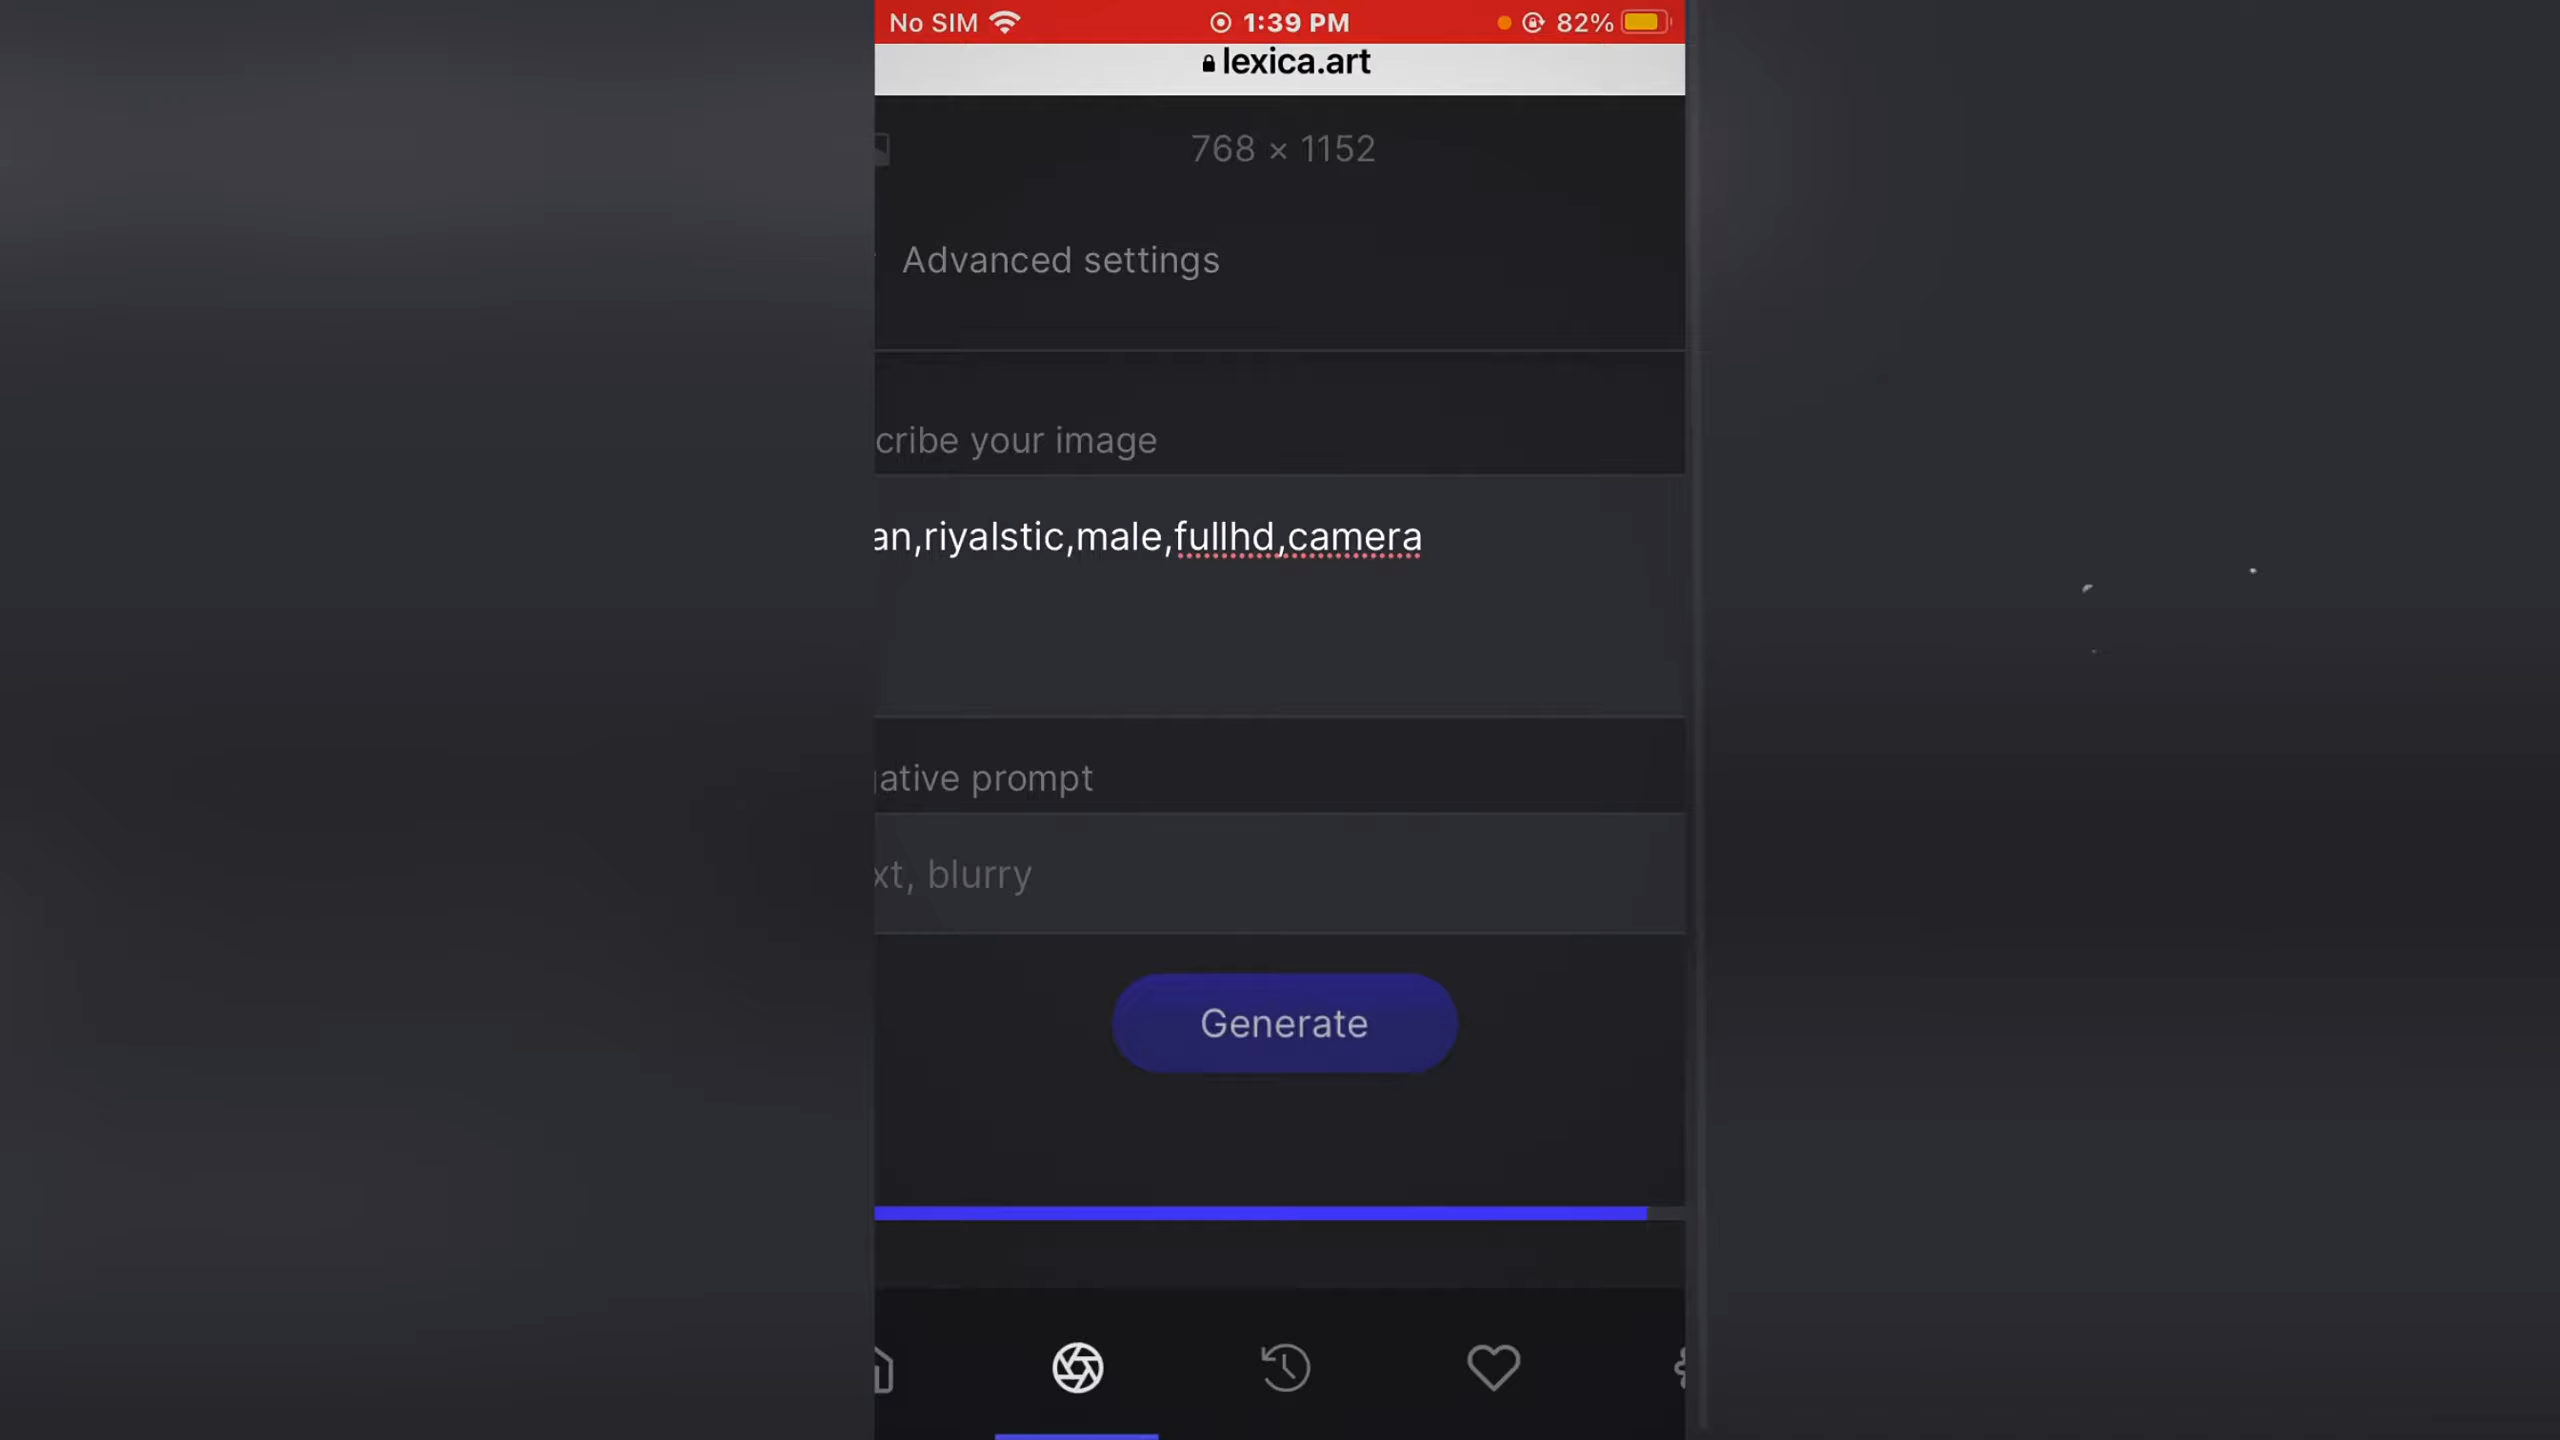 No SIM 1:39 PM 82%
lexica.art
768 × 1152
Advanced settings
cribe your image
an,riyalstic,male,fullhd,camera
ative prompt
xt, blurry
Generate